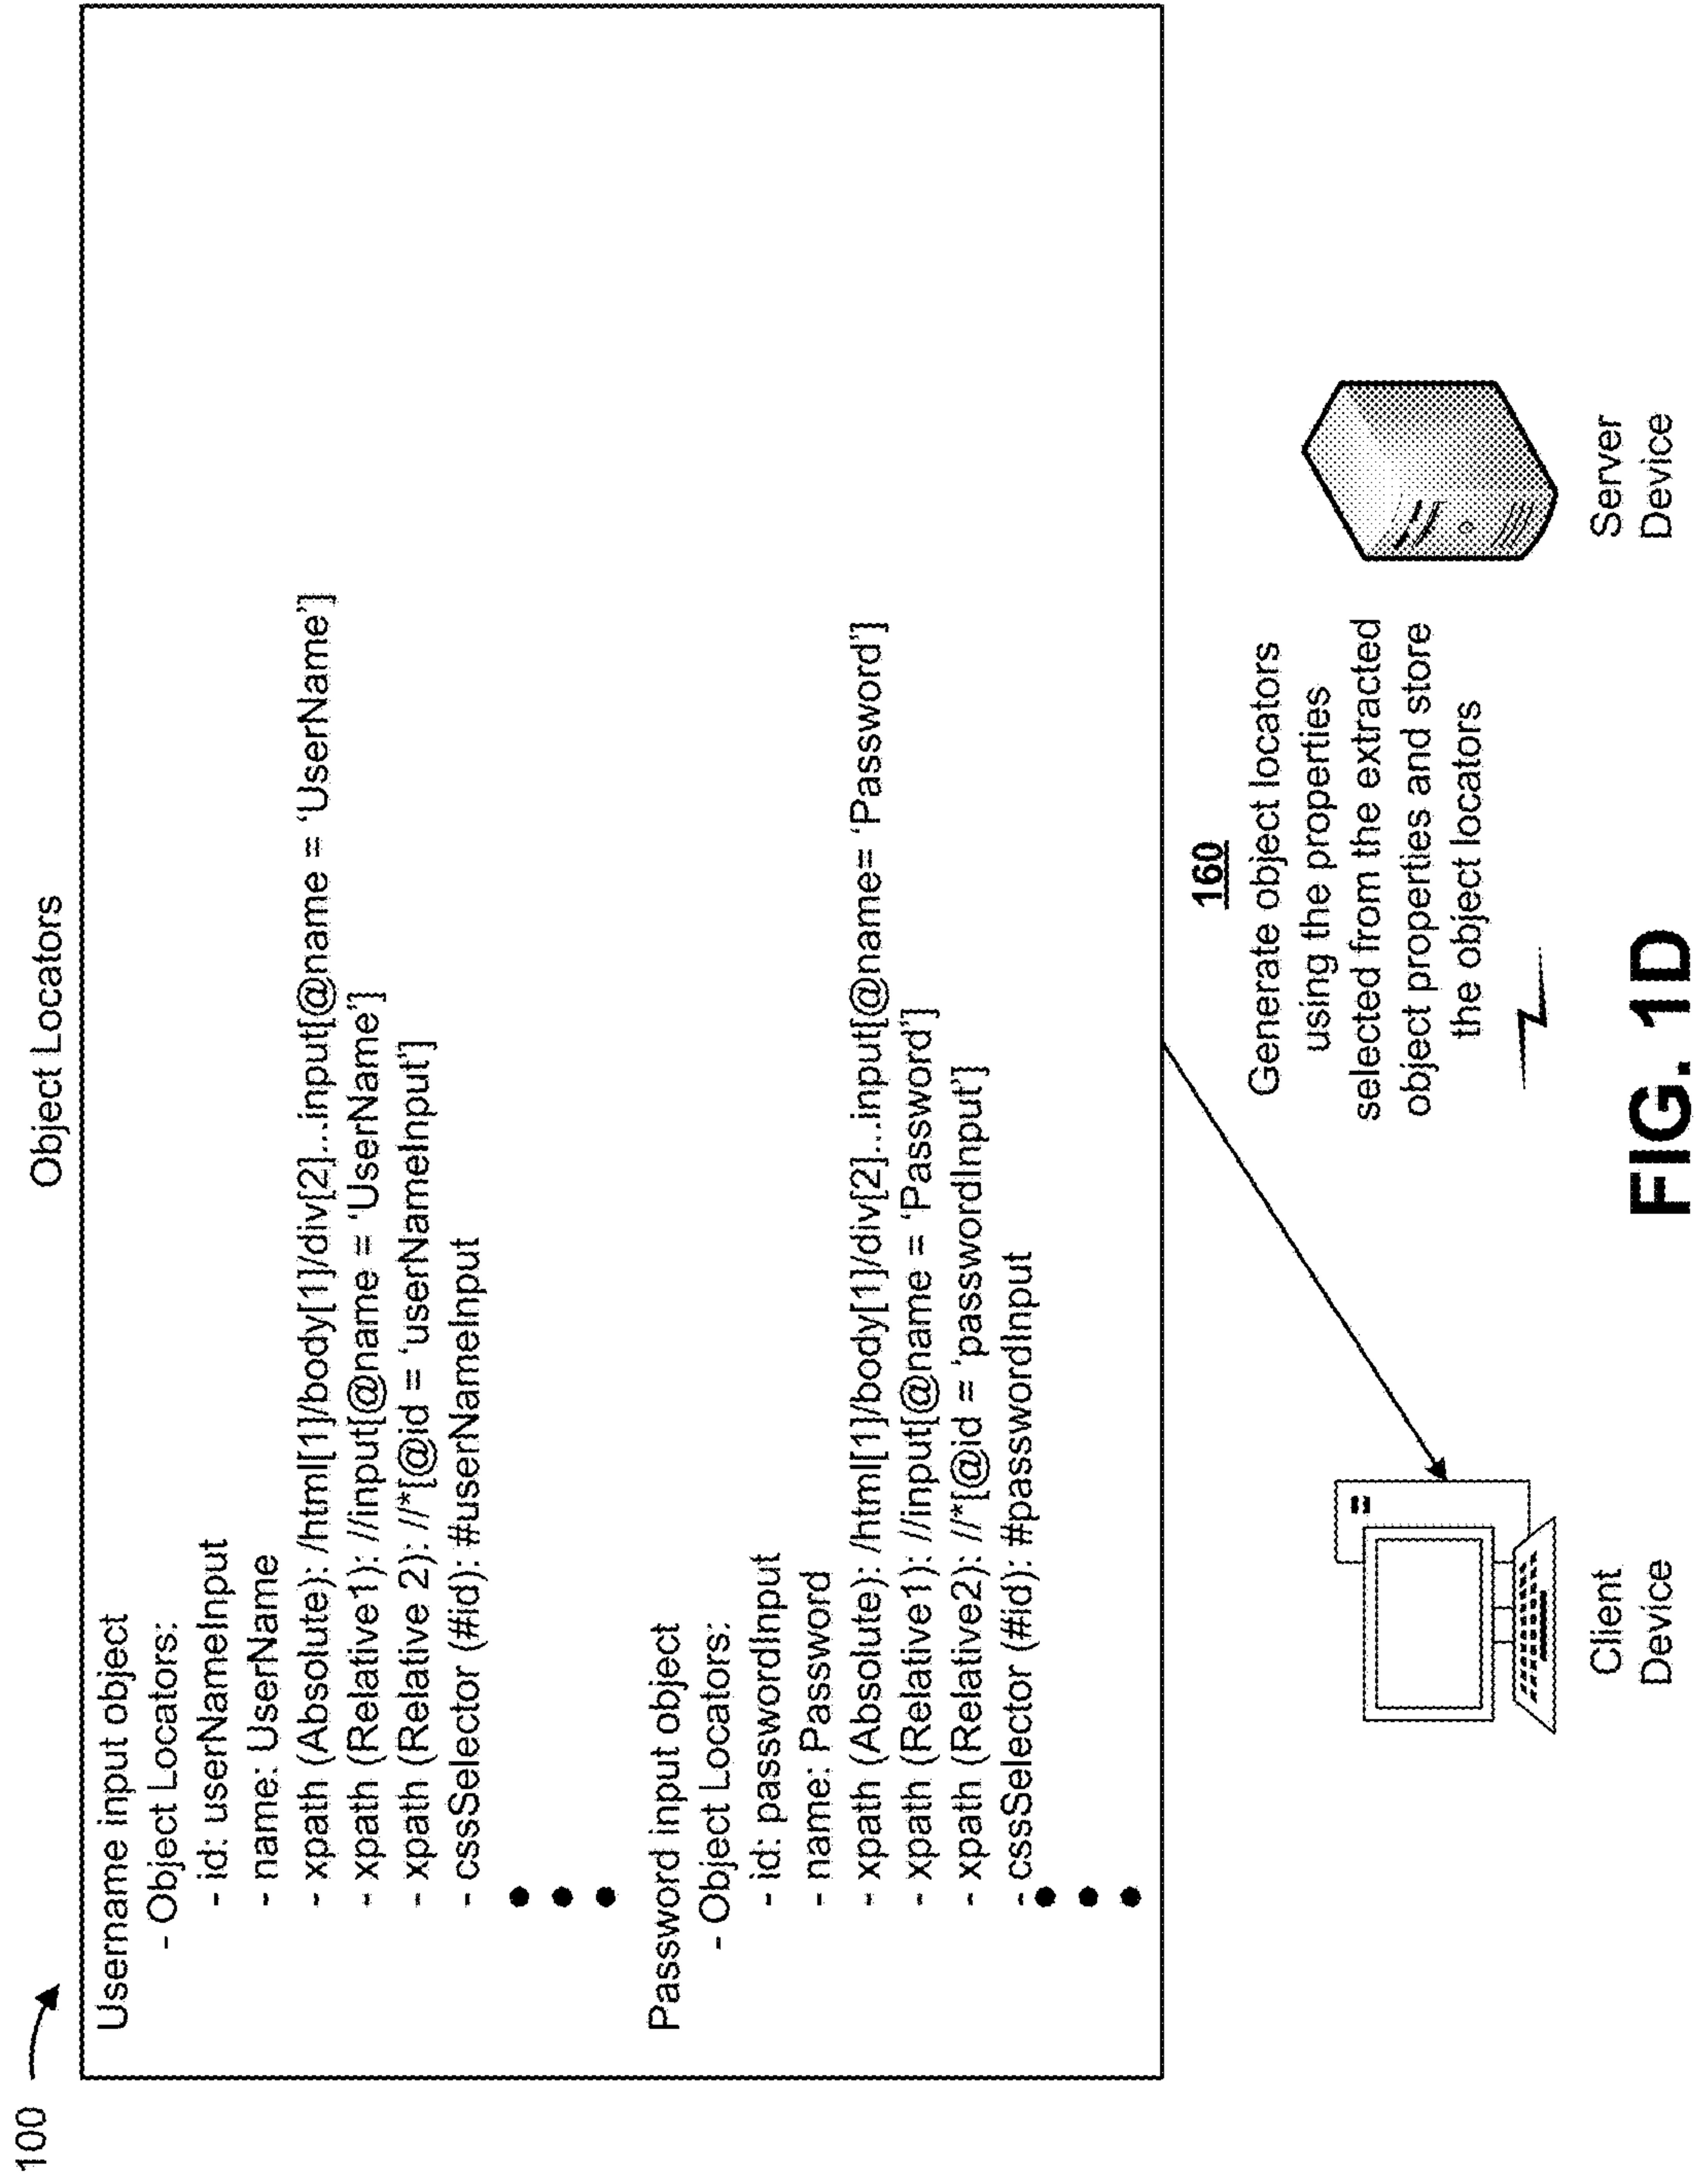 100
Object Locators
Username input object
- Object Locators:
- id: userNameInput
- name: UserName
- xpath (Absolute): /html[1]/body[1]/div[2]...input[@name = 'UserName']
- xpath (Relative1): //input[@name = 'UserName']
- xpath (Relative 2): //*[@id = 'userNameInput']
- cssSelector (#id): #userNameInput
Password input object
- Object Locators:
- id: passwordInput
- name: Password
- xpath (Absolute): /html[1]/body[1]/div[2]...input[@name= 'Password']
- xpath (Relative1): //input[@name = 'Password']
- xpath (Relative2): //*[@id = 'passwordInput']
- cssSelector (#id): #passwordInput
160
Generate object locators
using the properties
selected from the extracted
object properties and store
the object locators
Client
Device
Server
Device
FIG. 1D